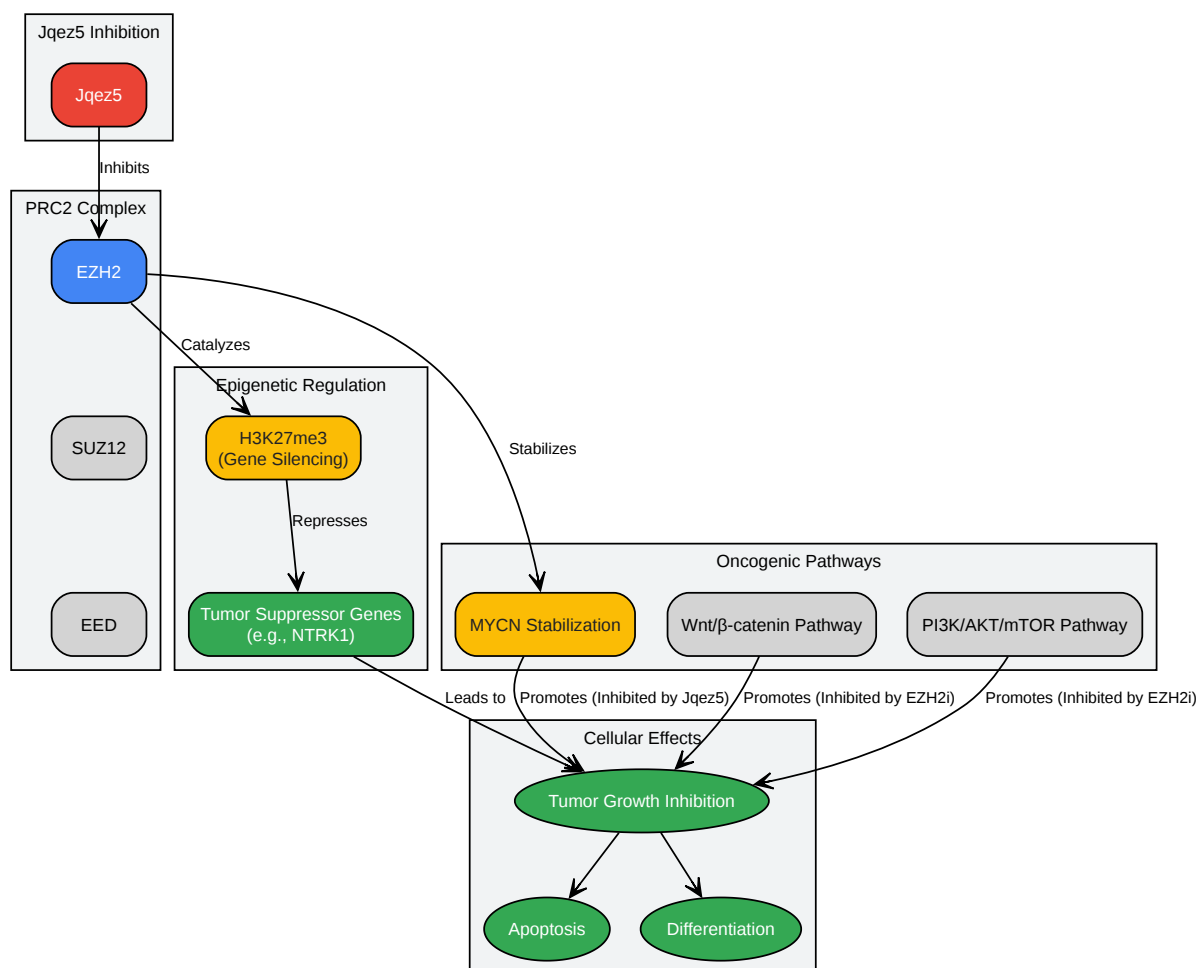 Jqez5 Inhibition
Jqez5
Inhibits
PRC2 Complex
EZH2
Catalyzes
Epigenetic Regulation
H3K27me3
(Gene Silencing)
SUZ12
Stabilizes
Represses
Oncogenic Pathways
EED
Tumor Suppressor Genes
(e.g., NTRK1)
MYCN Stabilization
Wnt/β-catenin Pathway
PI3K/AKT/mTOR Pathway
Leads to
Promotes (Inhibited by Jqez5)
Promotes (Inhibited by EZH2i)
Promotes (Inhibited by EZH2i)
Cellular Effects
Tumor Growth Inhibition
Apoptosis
Differentiation